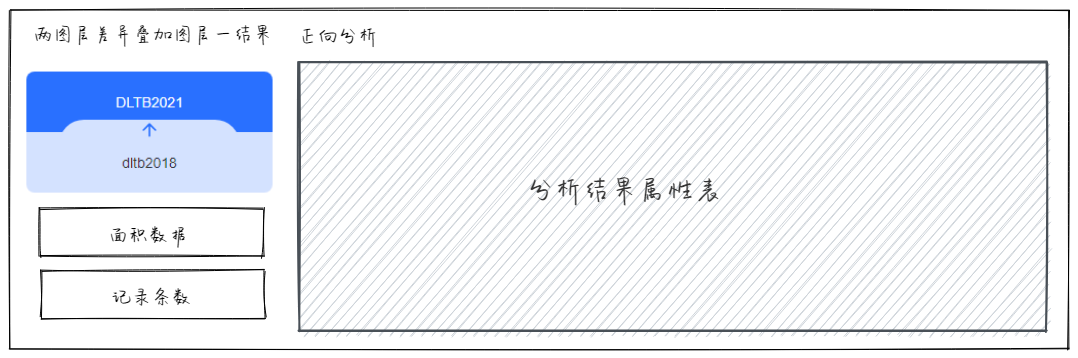 两图层差异叠加图层一结果
正向分析
DLTB2021
dltb2018
面积数据
记录条数
分析结果属性表